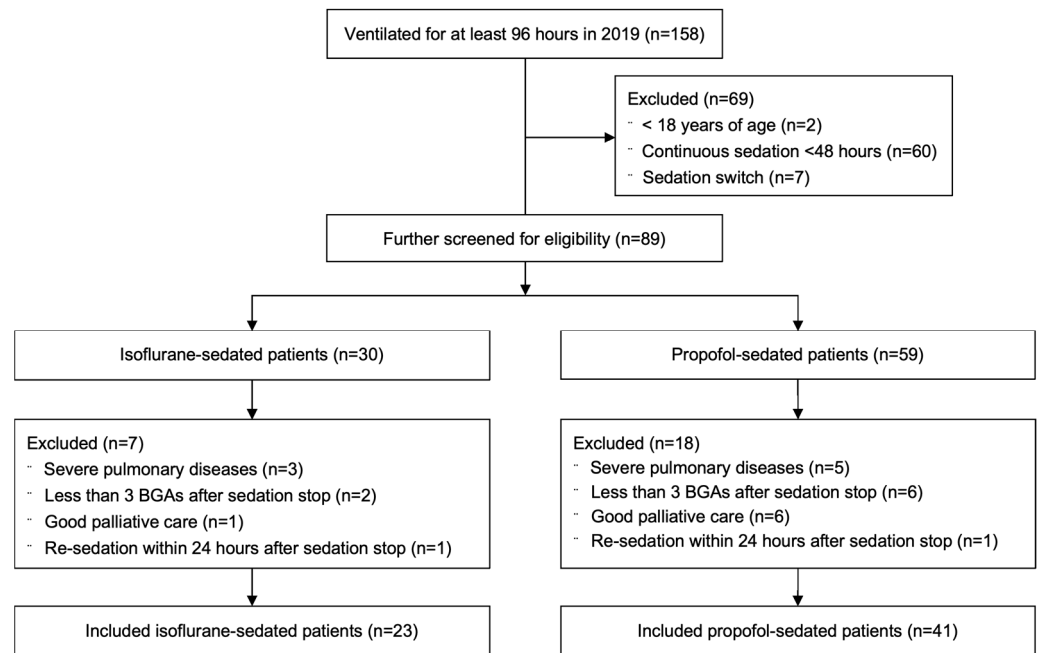 Ventilated for at least 96 hours in 2019 (n=158)
Excluded (n=69)
¨ < 18 years of age (n=2)
¨ Continuous sedation <48 hours (n=60)
¨ Sedation switch (n=7)
Further screened for eligibility (n=89)
Isoflurane-sedated patients (n=30)
Propofol-sedated patients (n=59)
Excluded (n=7)
¨ Severe pulmonary diseases (n=3)
¨ Less than 3 BGAs after sedation stop (n=2)
¨ Good palliative care (n=1)
¨ Re-sedation within 24 hours after sedation stop (n=1)
Excluded (n=18)
¨ Severe pulmonary diseases (n=5)
¨ Less than 3 BGAs after sedation stop (n=6)
¨ Good palliative care (n=6)
¨ Re-sedation within 24 hours after sedation stop (n=1)
Included isoflurane-sedated patients (n=23)
Included propofol-sedated patients (n=41)